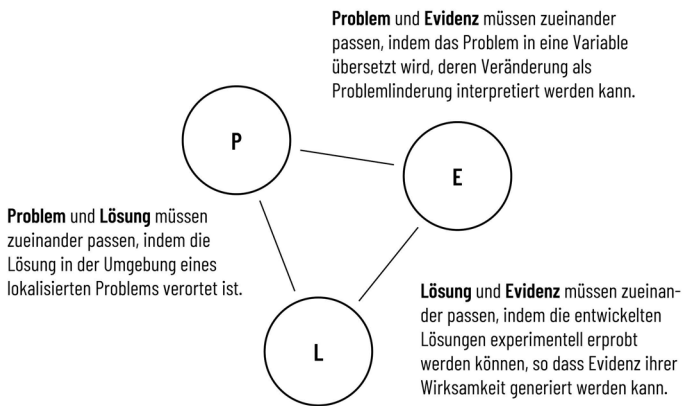 Problem und Evidenz müssen zueinander
passen, indem das Problem in eine Variable
übersetzt wird, deren Veränderung als
Problemlinderung interpretiert werden kann.
P
E
Problem und Lösung müssen
zueinander passen, indem die
Lösung in der Umgebung eines
lokalisierten Problems verortet ist.
Lösung und Evidenz müssen zueinan-
der passen, indem die entwickelten
Lösungen experimentell erprobt
werden können, so dass Evidenz ihrer
Wirksamkeit generiert werden kann.
L